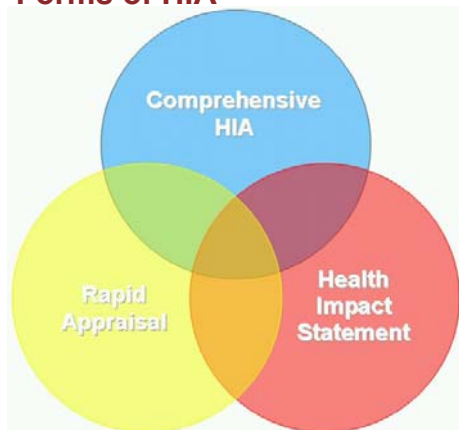 Forms of HIA
Comprehensive
HIA
Rapid
Appraisal
Health
Impact
Statement